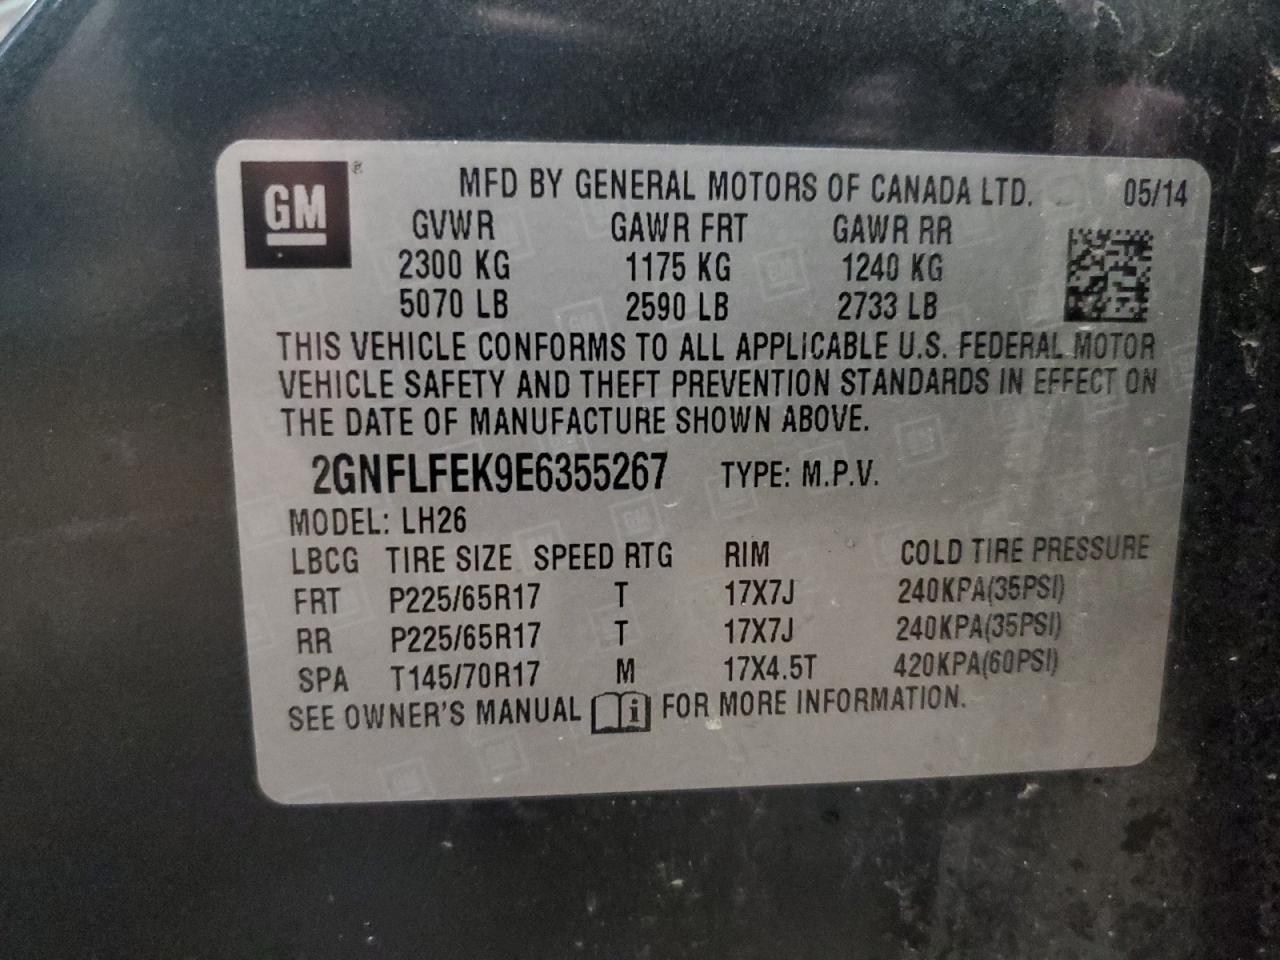 GM ® MFD BY GENERAL MOTORS OF CANADA LTD. 05/14
GVWR GAWR FRT GAWR RR
2300 KG 1175 KG 1240 KG
5070 LB 2590 LB 2733 LB
THIS VEHICLE CONFORMS TO ALL APPLICABLE U.S. FEDERAL MOTOR
VEHICLE SAFETY AND THEFT PREVENTION STANDARDS IN EFFECT ON
THE DATE OF MANUFACTURE SHOWN ABOVE.
2GNFLFEK9E6355267 TYPE: M.P.V.
MODEL: LH26
LBCG TIRE SIZE SPEED RTG RIM COLD TIRE PRESSURE
FRT P225/65R17 T 17X7J 240KPA(35PSI)
RR P225/65R17 T 17X7J 240KPA(35PSI)
SPA T145/70R17 M 17X4.5T 420KPA(60PSI)
SEE OWNER'S MANUAL i FOR MORE INFORMATION.